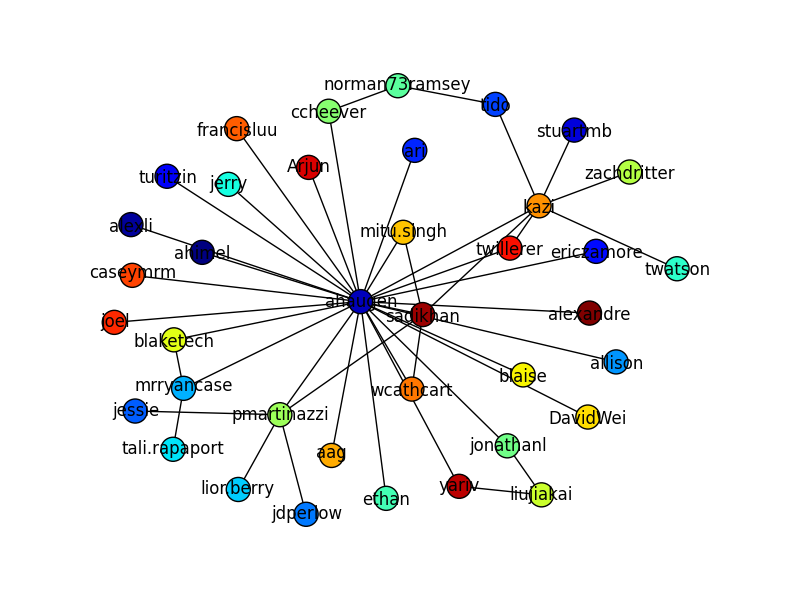 norman73ramsey
ccheever
tido
francisluu
stuartmb
ari
Arjun
zachdritter
turitzin
jerry
kazi
alexli
mitu.singh
twillerer
ericzamore
ahimel
caseymrm
twatson
ahaugen
sadikhan
alexandre
joel
blaketech
allison
blaise
mrryancase
wcathcart
jessie
pmartinazzi
DavidWei
tali.rapaport
aag
jonathanl
lionberry
yariv
liujiakai
ethan
jdperlow